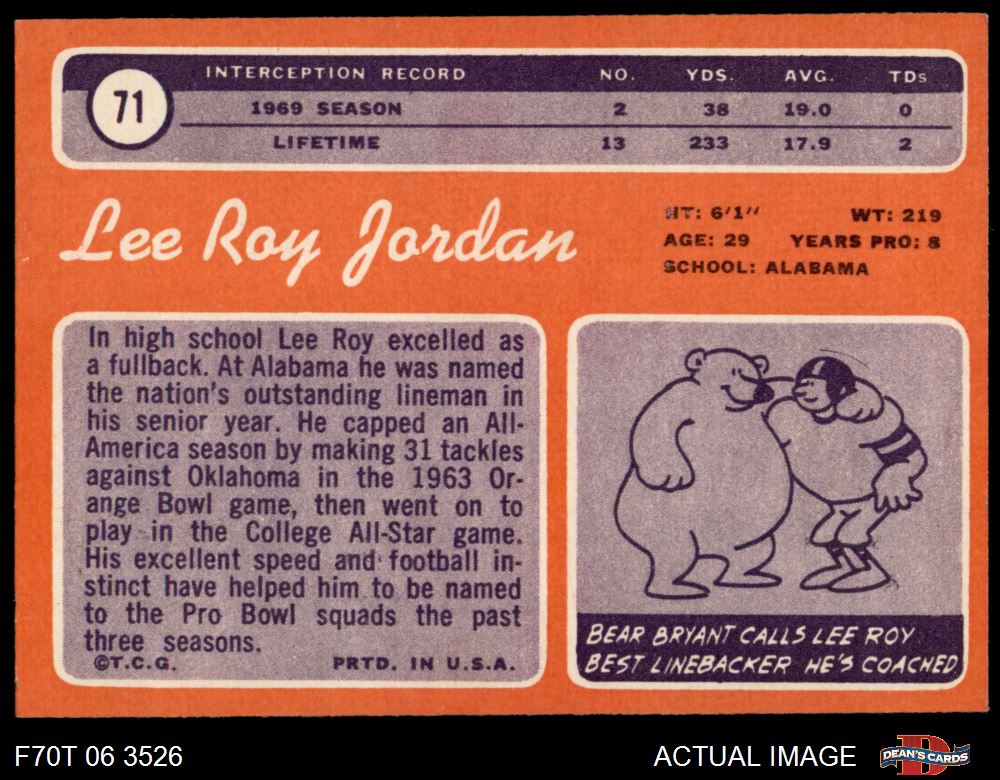 71
INTERCEPTION RECORD NO. YDS. AVG. TDs
1969 SEASON 2 38 19.0 0
LIFETIME 13 233 17.9 2
Lee Roy Jordan
HT: 6'1" WT: 219
AGE: 29 YEARS PRO: 8
SCHOOL: ALABAMA
In high school Lee Roy excelled as
a fullback. At Alabama he was named
the nation's outstanding lineman in
his senior year. He capped an All-
America season by making 31 tackles
against Oklahoma in the 1963 Or-
ange Bowl game, then went on to
play in the College All-Star game.
His excellent speed and football in-
stinct have helped him to be named
to the Pro Bowl squads the past
three seasons.
©T.C.G. PRTD. IN U.S.A.
BEAR BRYANT CALLS LEE ROY
BEST LINEBACKER HE'S COACHED
F70T 06 3526 ACTUAL IMAGE
D
DEAN'S CARDS